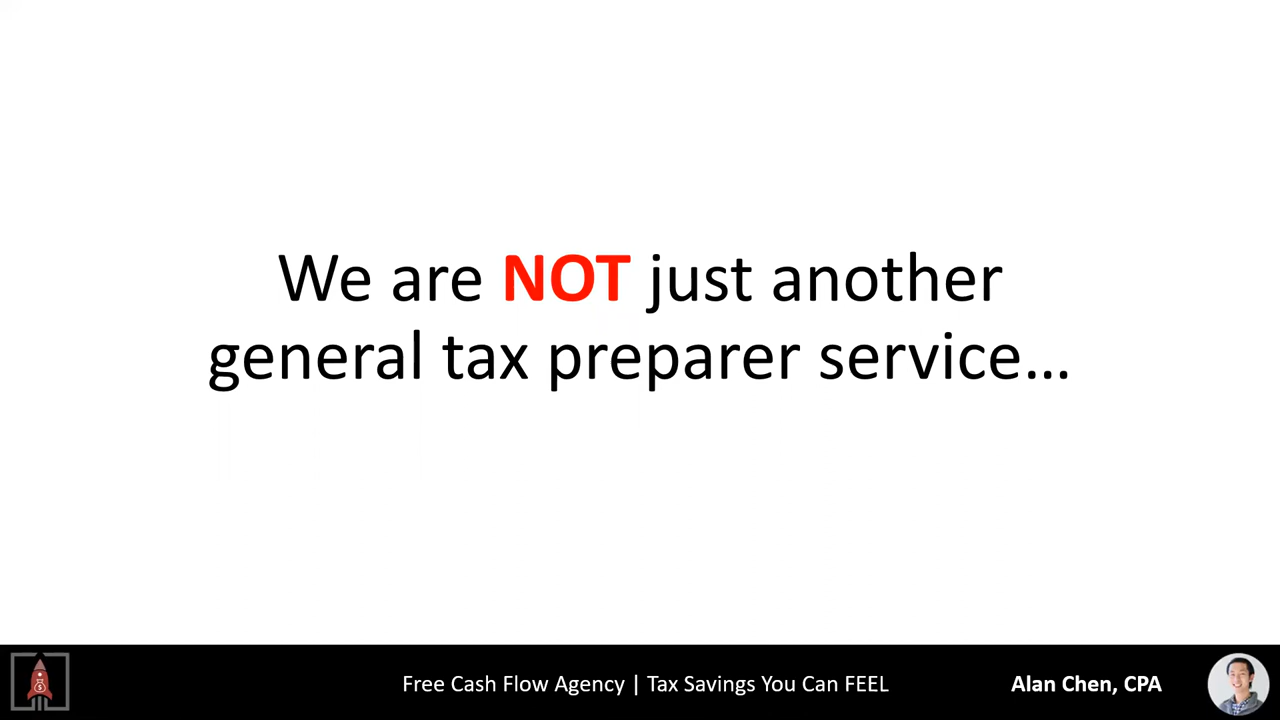 We are NOT just another
general tax preparer service...
Free Cash Flow Agency | Tax Savings You Can FEEL
Alan Chen, CPA